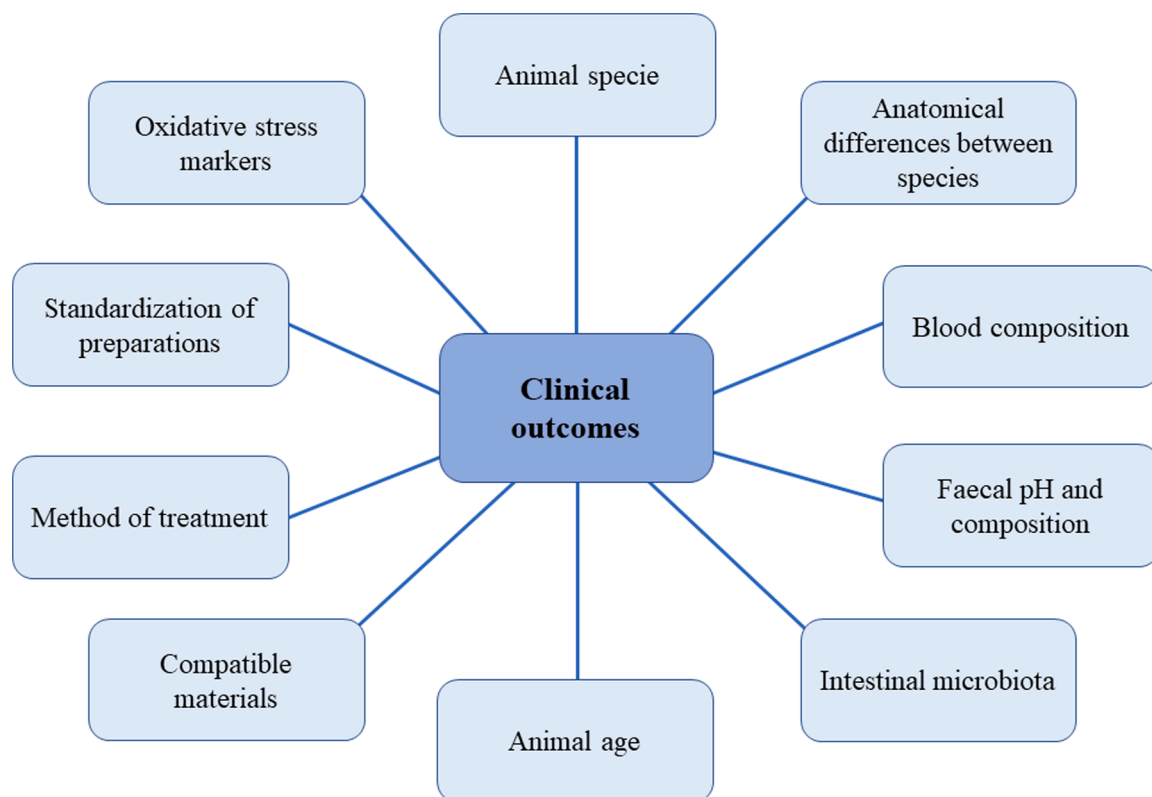 Animal specie
Oxidative stress
markers
Anatomical
differences between
species
Standardization of
preparations
Blood composition
Clinical
outcomes
Method of treatment
Faecal pH and
composition
Compatible
materials
Intestinal microbiota
Animal age